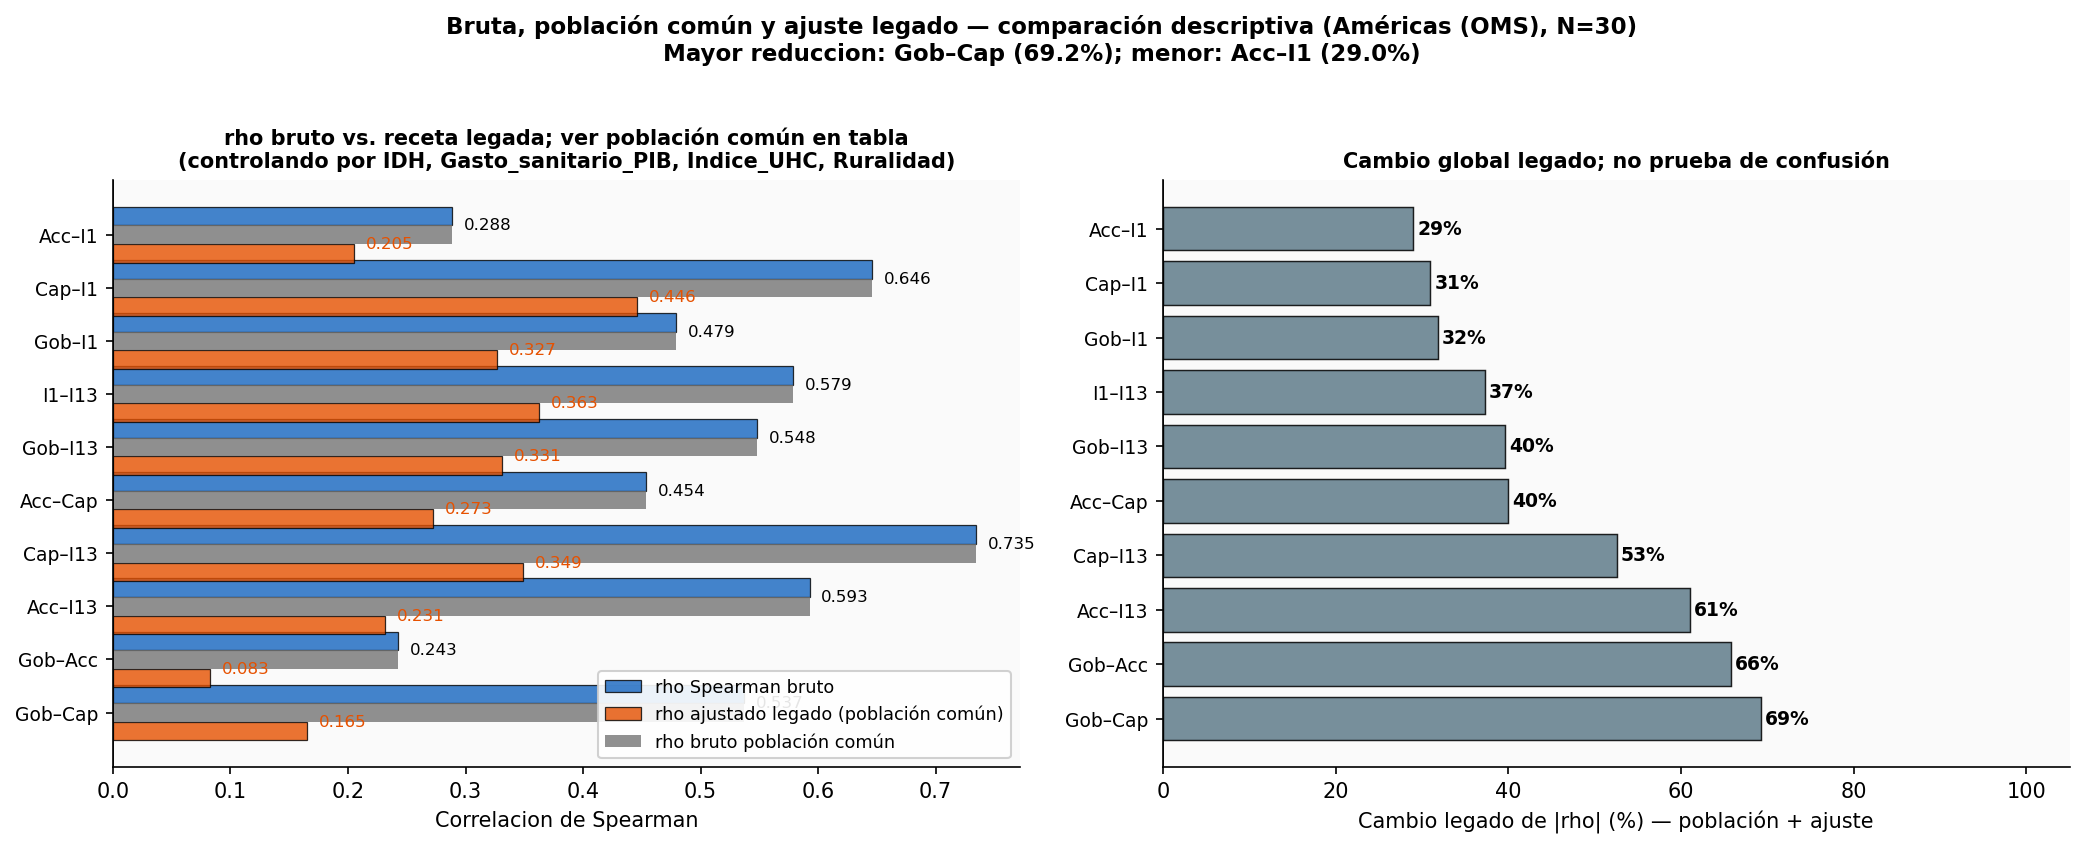 Bruta, población común y ajuste legado — comparación descriptiva (Américas (OMS), N=30)
Mayor reduccion: Gob–Cap (69.2%); menor: Acc–I1 (29.0%)
rho bruto vs. receta legada; ver población común en tabla
(controlando por IDH, Gasto_sanitario_PIB, Indice_UHC, Ruralidad)
Acc–I1
0.288
0.205
Cap–I1
0.646
0.446
Gob–I1
0.479
0.327
I1–I13
0.579
0.363
Gob–I13
0.548
0.331
Acc–Cap
0.454
0.273
Cap–I13
0.735
0.349
Acc–I13
0.593
0.231
Gob–Acc
0.243
0.083
Gob–Cap
0.537
0.165
rho Spearman bruto
rho ajustado legado (población común)
rho bruto población común
0.0 0.1 0.2 0.3 0.4 0.5 0.6 0.7
Correlacion de Spearman
Cambio global legado; no prueba de confusión
Acc–I1 29%
Cap–I1 31%
Gob–I1 32%
I1–I13 37%
Gob–I13 40%
Acc–Cap 40%
Cap–I13 53%
Acc–I13 61%
Gob–Acc 66%
Gob–Cap 69%
0 20 40 60 80 100
Cambio legado de |rho| (%) — población + ajuste